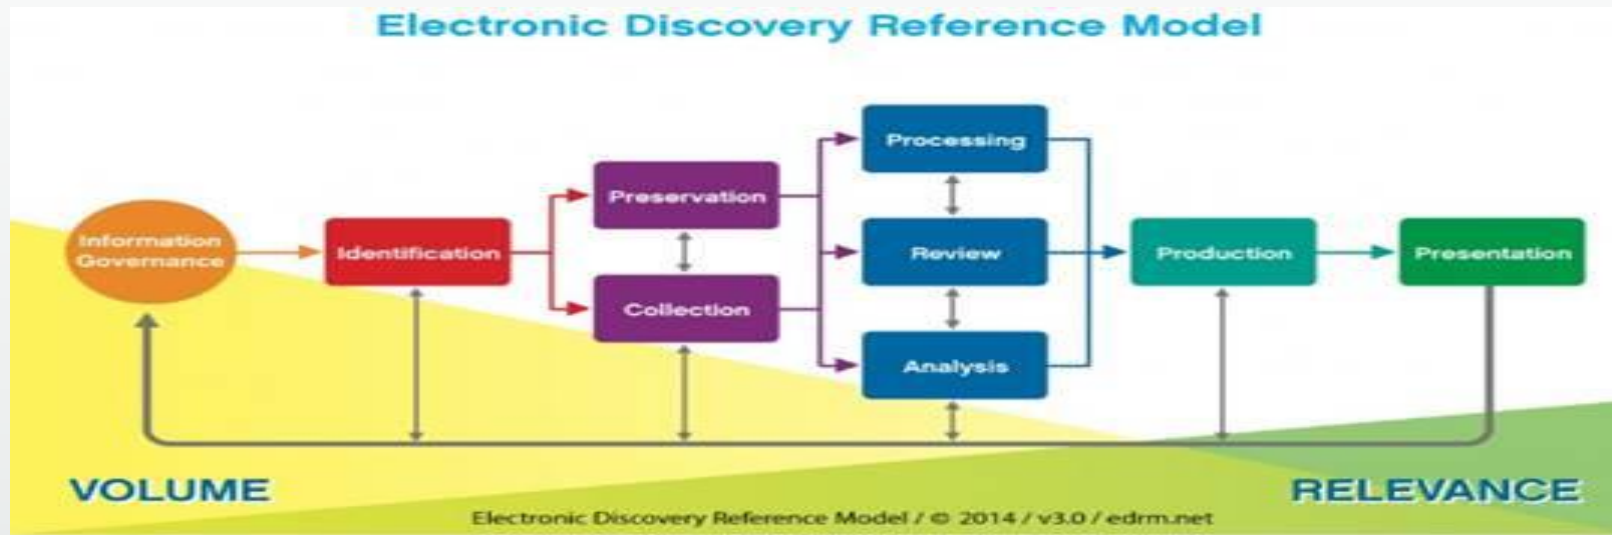 Electronic Discovery Reference Model
Processing
Preservation
Information
Governance
Identification
Review
Production
Presentation
Collection
Analysis
VOLUME
RELEVANCE
Electronic Discovery Reference Model / © 2014 / v3.0 / edrm.net